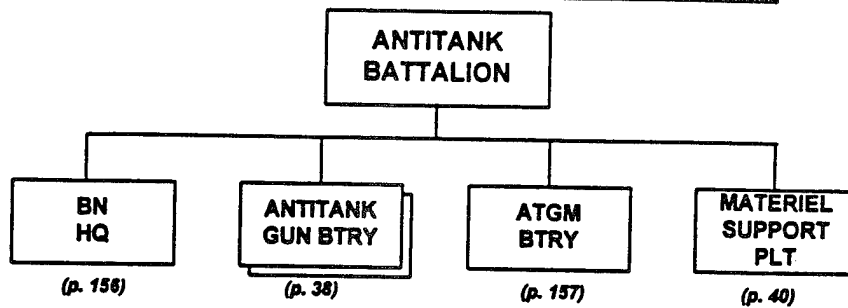 ANTITANK
BATTALION
BN
HQ
(p. 156)
ANTITANK
GUN BTRY
(p. 38)
ATGM
BTRY
(p. 157)
MATERIEL
SUPPORT
PLT
(p. 40)